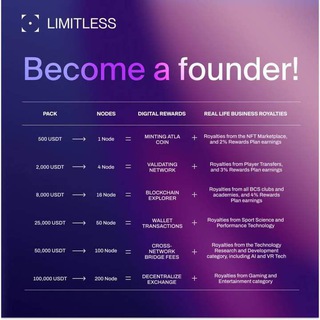 LIMITLESS
Become a founder!
PACK NODES DIGITAL REWARDS REAL LIFE BUSINESS ROYALTIES
500 USDT → 1 Node = MINTING ATLA COIN + Royalties from the NFT Marketplace, and 2% Rewards Plan earnings
2,000 USDT → 4 Node = VALIDATING NETWORK + Royalties from Player Transfers, and 3% Rewards Plan earnings
8,000 USDT → 16 Node = BLOCKCHAIN EXPLORER + Royalties from all BCS clubs and academies, and 4% Rewards Plan earnings
25,000 USDT → 50 Node = WALLET TRANSACTIONS + Royalties from Sport Science and Performance Technology
50,000 USDT → 100 Node = CROSS-NETWORK BRIDGE FEES + Royalties from the Technology Research and Development category, including AI and VR Tech
100,000 USDT → 200 Node = DECENTRALIZE EXCHANGE + Royalties from Gaming and Entertainment category